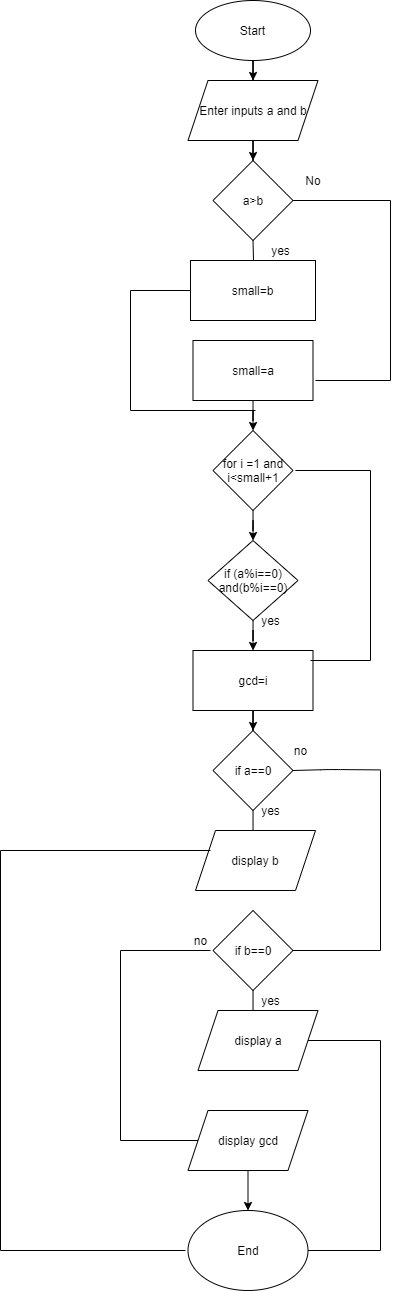 Start
Enter inputs a and b
a>b
No
yes
small=b
small=a
for i =1 and
i<small+1
if (a%i==0)
and(b%i==0)
yes
gcd=i
if a==0
no
yes
display b
no
if b==0
yes
display a
display gcd
End